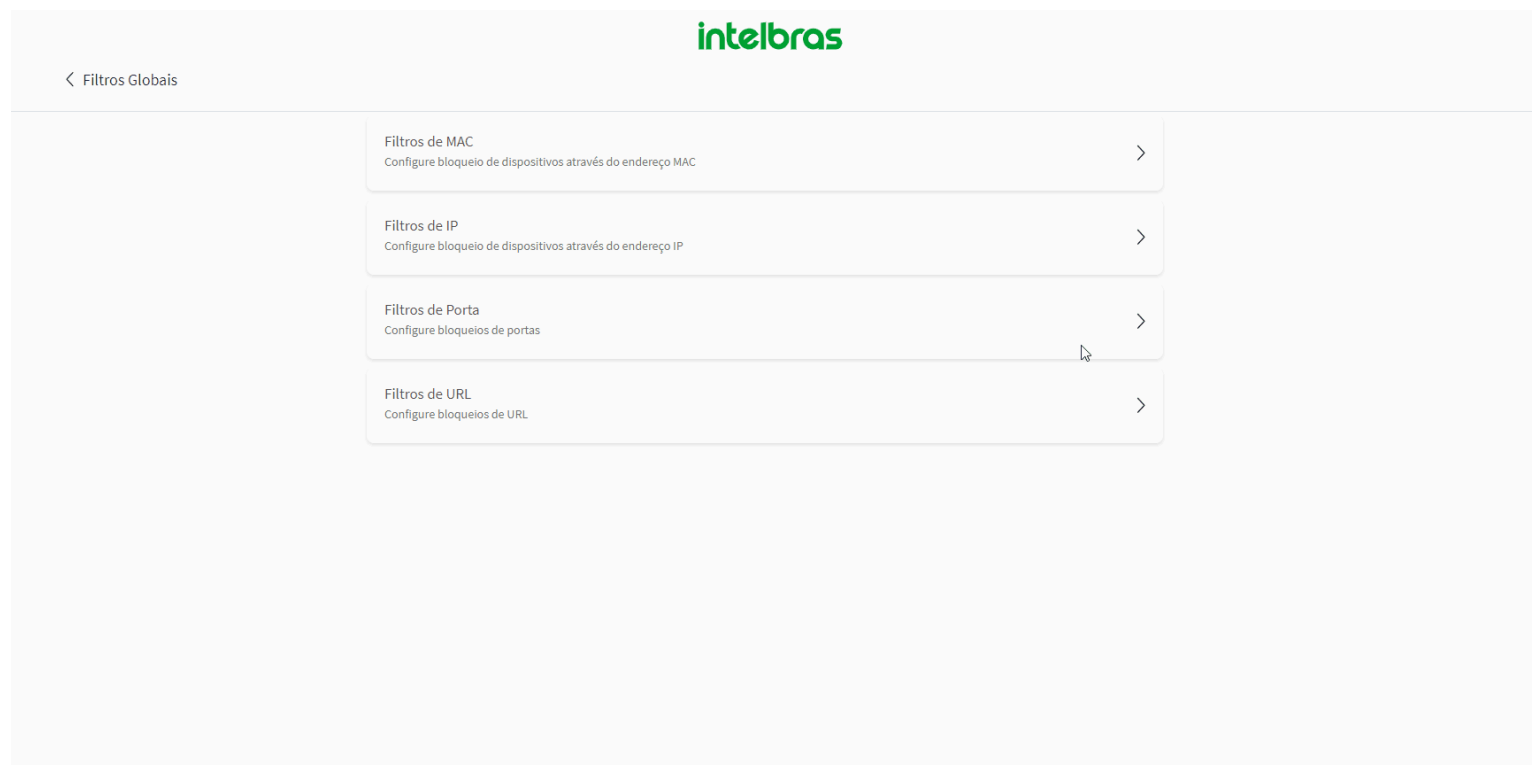 intelbras
Filtros Globais
Filtros de MAC
Configure bloqueio de dispositivos através do endereço MAC
Filtros de IP
Configure bloqueio de dispositivos através do endereço IP
Filtros de Porta
Configure bloqueios de portas
Filtros de URL
Configure bloqueios de URL